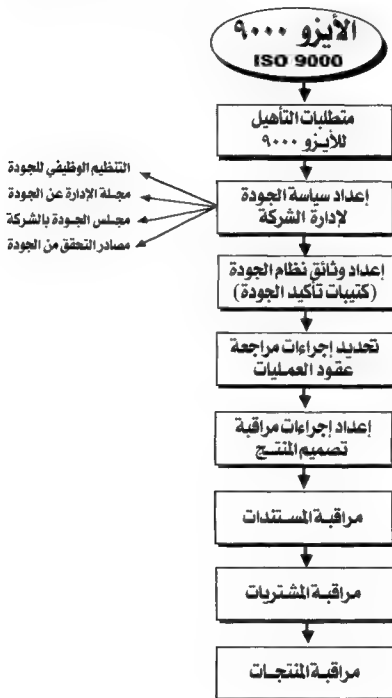 الأيزو ٩٠٠٠
ISO 9000
متطلبات التأهيل
للأيزو ٩٠٠٠
إعداد سياسة الجودة
لإدارة الشركة
التنظيم الوظيفي للجودة
مجلة الإدارة عن الجودة
مجلس الجودة بالشركة
مصادر التحقق من الجودة
إعداد وثائق نظام الجودة
(كتيبات تأكيد الجودة)
تحديد إجراءات مراجعة
عقود العمليات
إعداد إجراءات مراقبة
تصميم المنتج
مراقبة المستندات
مراقبة المشتريات
مراقبة المنتجات